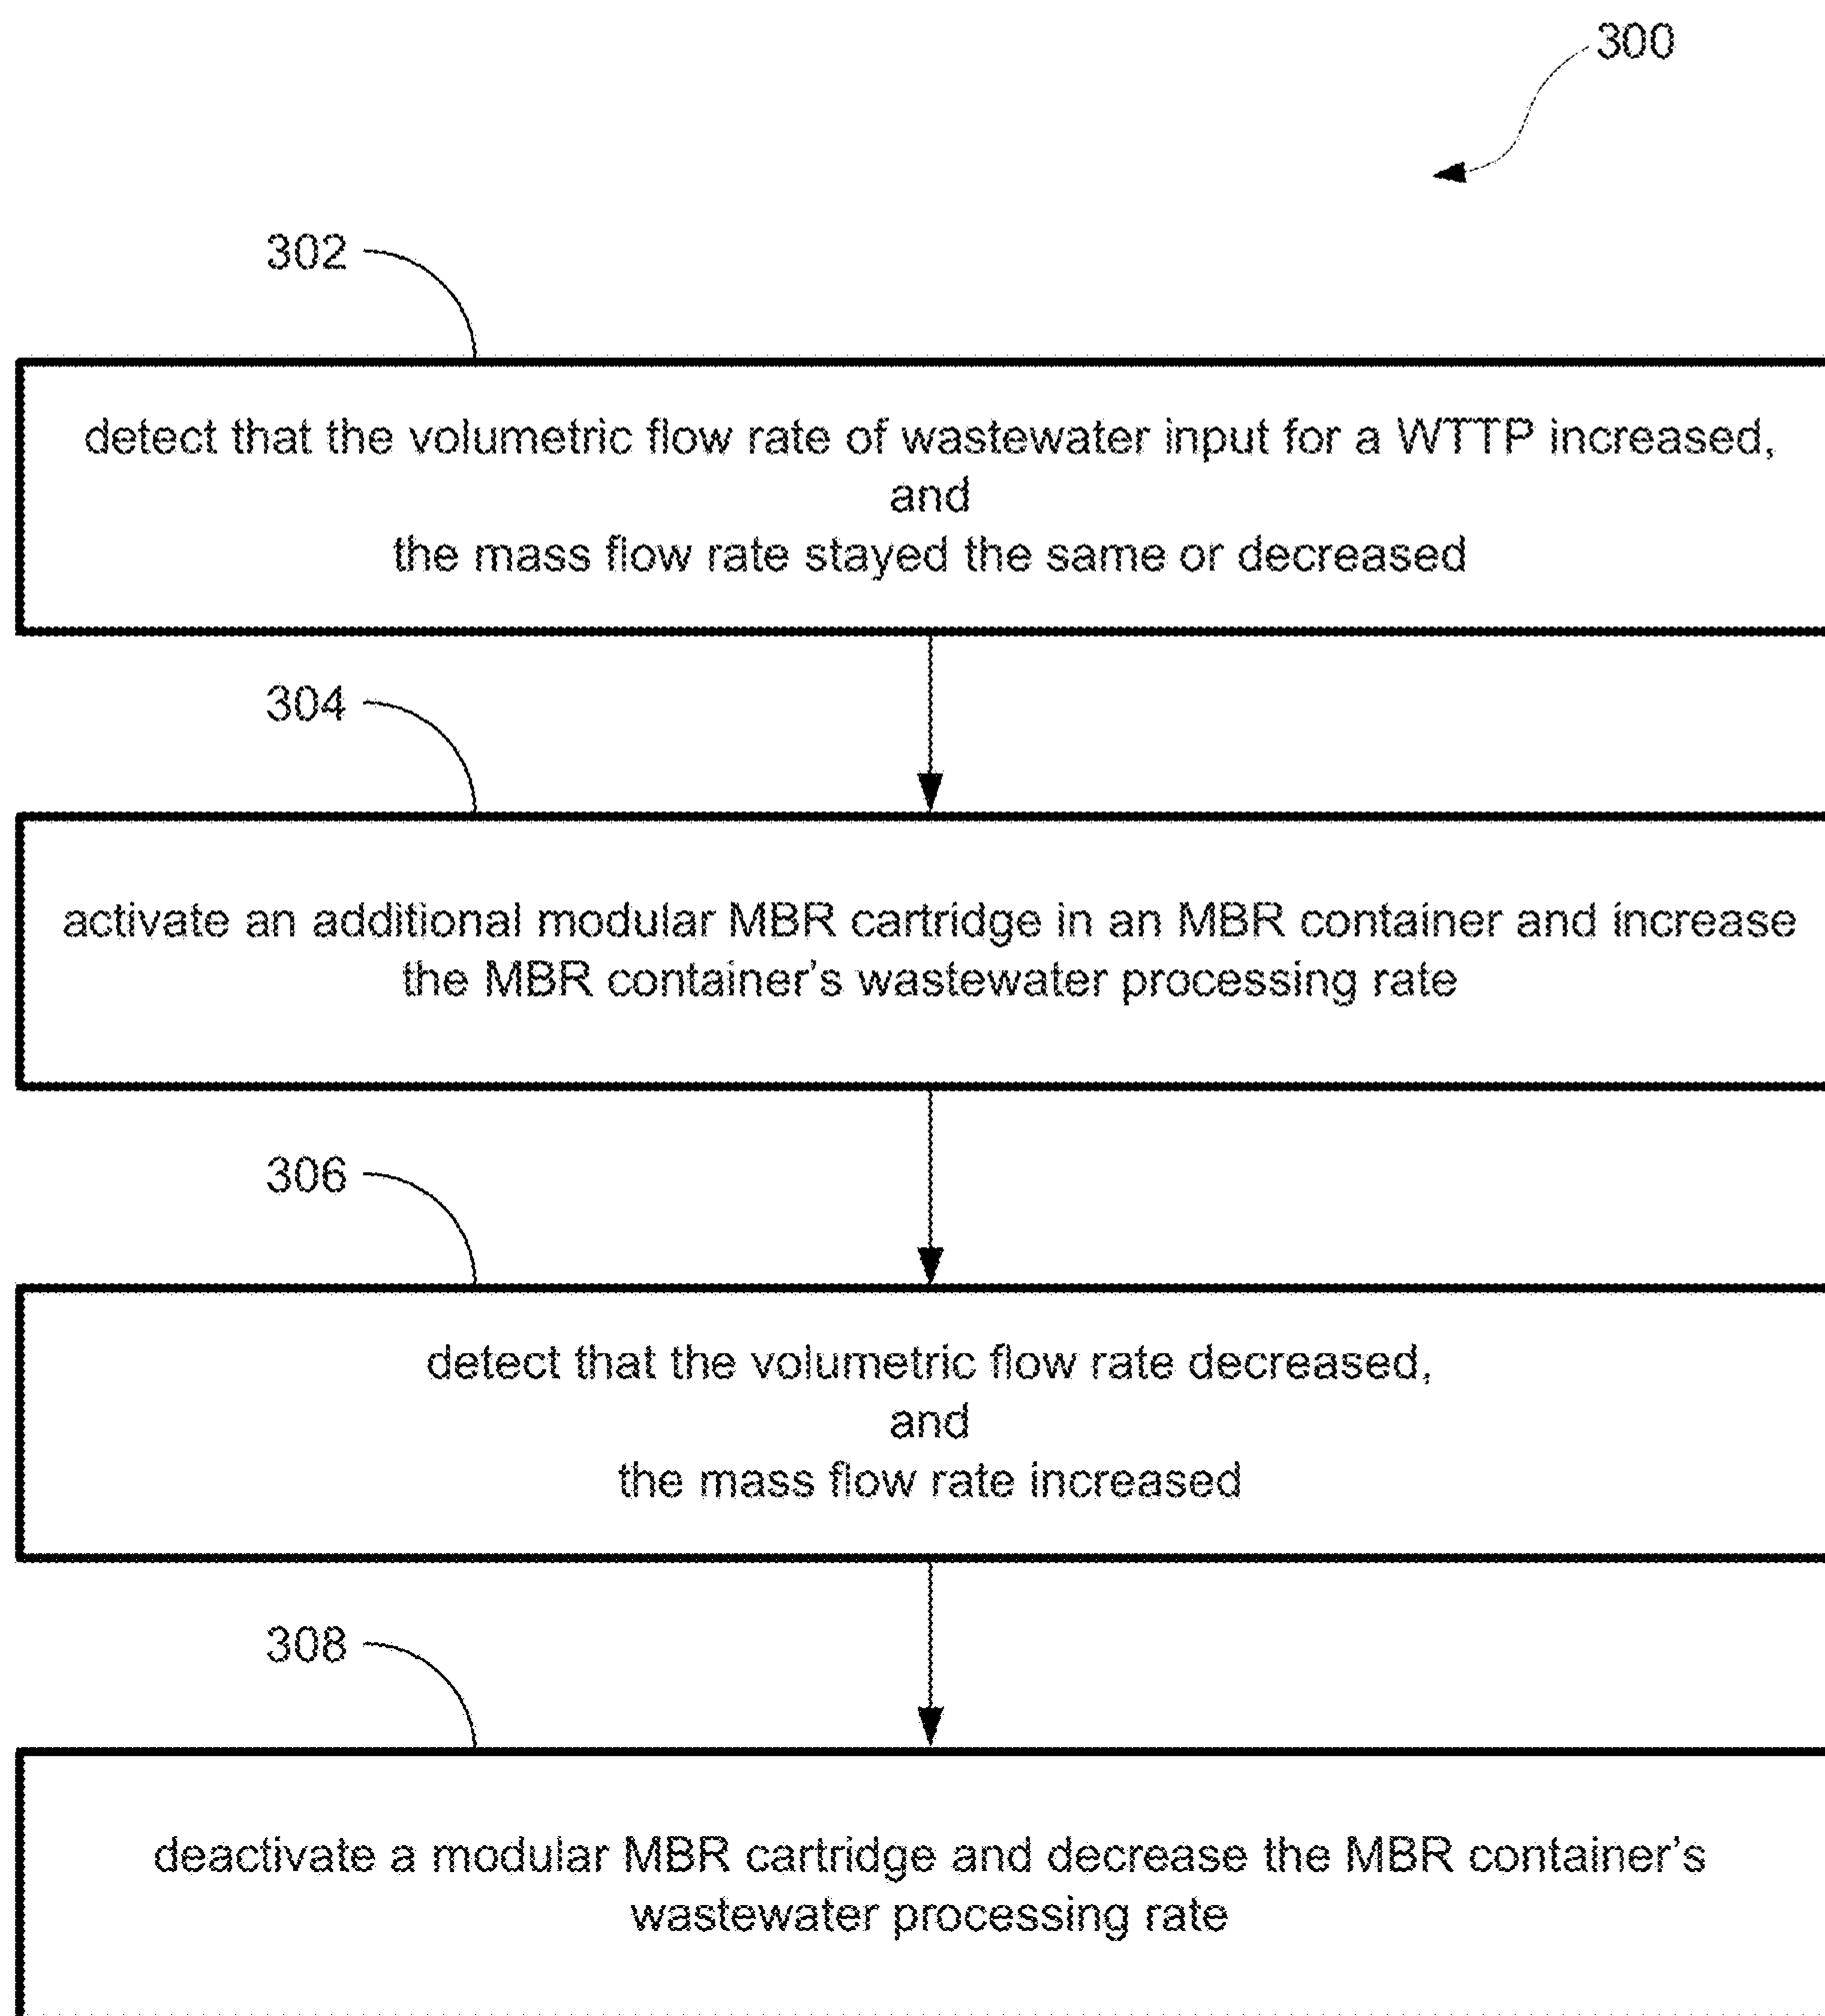 300
302
detect that the volumetric flow rate of wastewater input for a WTTP increased,
and
the mass flow rate stayed the same or decreased
304
activate an additional modular MBR cartridge in an MBR container and increase
the MBR container's wastewater processing rate
306
detect that the volumetric flow rate decreased,
and
the mass flow rate increased
308
deactivate a modular MBR cartridge and decrease the MBR container's
wastewater processing rate